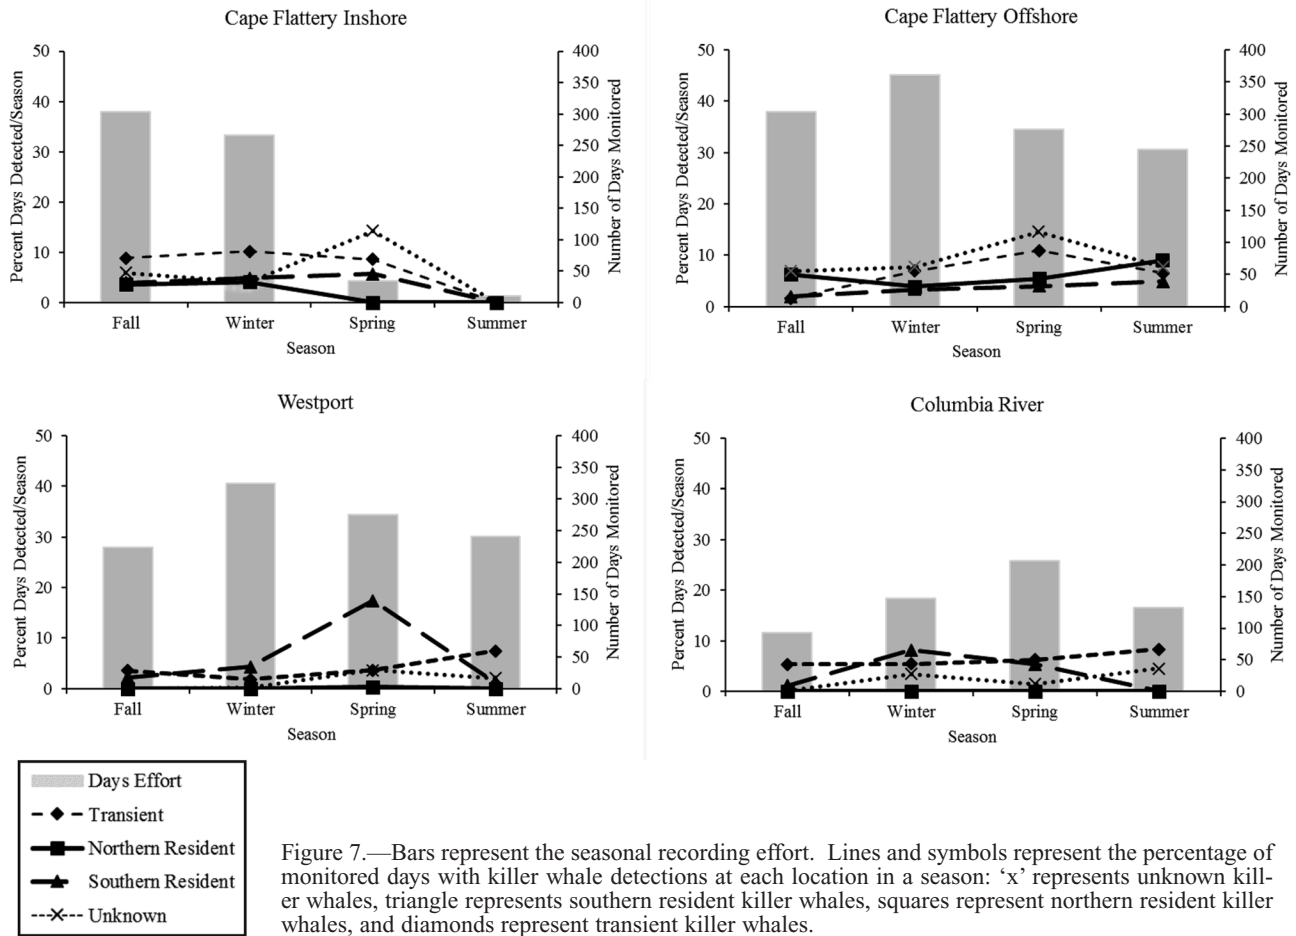 Cape Flattery Inshore
Percent Days Detected/Season
50
40
30
20
10
0
Fall Winter Spring Summer
Season
400
350
300
250
200
150
100
50
0
Number of Days Monitored
Cape Flattery Offshore
Percent Days Detected/Season
50
40
30
20
10
0
Fall Winter Spring Summer
Season
400
350
300
250
200
150
100
50
0
Number of Days Monitored
Westport
Percent Days Detected/Season
50
40
30
20
10
0
Fall Winter Spring Summer
Season
400
350
300
250
200
150
100
50
0
Number of Days Monitored
Columbia River
Percent Days Detected/Season
50
40
30
20
10
0
Fall Winter Spring Summer
Season
400
350
300
250
200
150
100
50
0
Number of Days Monitored
Days Effort
Transient
Northern Resident
Southern Resident
Unknown
Figure 7.—Bars represent the seasonal recording effort. Lines and symbols represent the percentage of
monitored days with killer whale detections at each location in a season: ‘x’ represents unknown kill-
er whales, triangle represents southern resident killer whales, squares represent northern resident killer
whales, and diamonds represent transient killer whales.